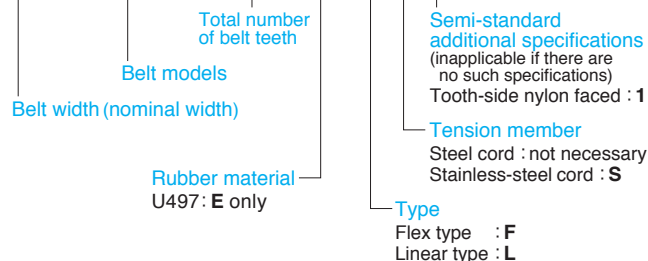 Total number
of belt teeth
Belt models
Belt width (nominal width)
Rubber material
U497: E only
Semi-standard
additional specifications
(inapplicable if there are
no such specifications)
Tooth-side nylon faced : 1
Tension member
Steel cord : not necessary
Stainless-steel cord : S
Type
Flex type : F
Linear type : L